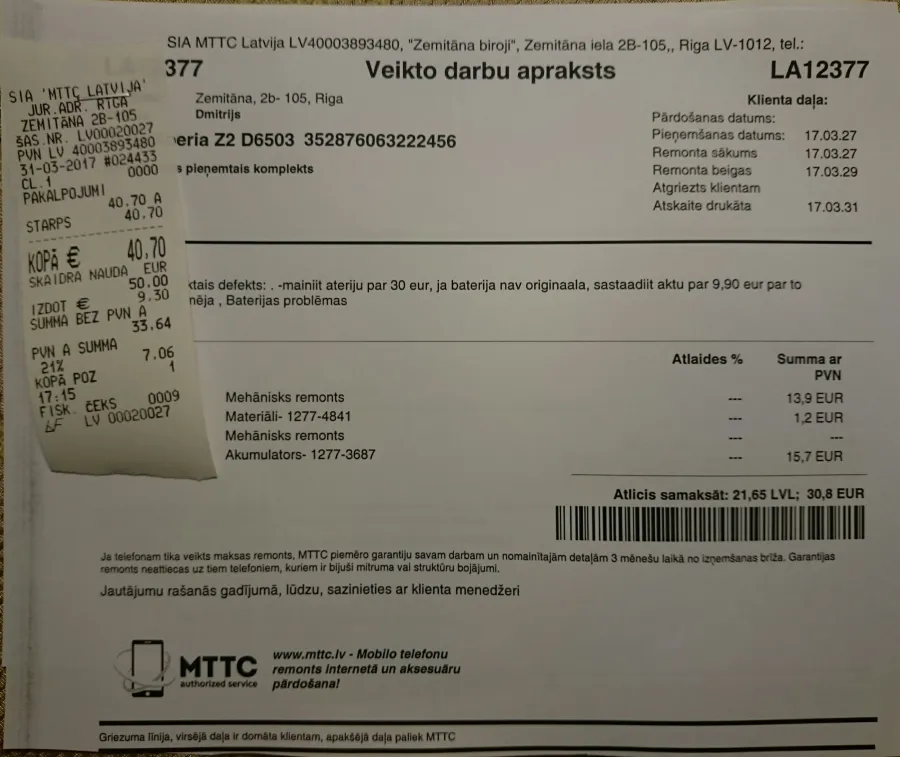 SIA MTTC Latvija LV40003893480, "Zemitāna biroji", Zemitāna iela 2B-105,, Riga LV-1012, tel.:
377
Veikto darbu apraksts
LA12377
Zemitāna, 2b- 105, Riga
Dmitrijs
eria Z2 D6503 352876063222456
s pieņemtais komplekts
Klienta daļa:
Pārdošanas datums:
Pieņemšanas datums: 17.03.27
Remonta sākums 17.03.27
Remonta beigas 17.03.29
Atgriezts klientam
Atskaite drukāta 17.03.31
SIA 'MTTC LATVIJA'
JUR.ADR. RĪGA
ZEMITĀNA 2B-105
ŠAS.NR. LV00020027
PVN LV 40003893480
31-03-2017 #024433
CL.1 0000
PAKALPOJUMI
40.70 A
STARPS 40,70
KOPĀ € 40,70
SKAIDRA NAUDA EUR
50.00
IZDOT € 9.30
SUMMA BEZ PVN A
33,64
PVN A SUMMA
21% 7,06
KOPĀ POZ 1
17:15
FISK. ČEKS 0009
LV 00020027
ktais defekts: . -mainiit ateriju par 30 eur, ja baterija nav originaala, sastaadiit aktu par 9,90 eur par to
nēja , Baterijas problēmas
Atlaides % Summa ar
PVN
Mehānisks remonts --- 13,9 EUR
Materiāli- 1277-4841 --- 1,2 EUR
Mehānisks remonts --- ---
Akumulators- 1277-3687 --- 15,7 EUR
Atlicis samaksāt: 21,65 LVL; 30,8 EUR
Ja telefonam tika veikts maksas remonts, MTTC piemēro garantiju savam darbam un nomainītajām detaļām 3 mēnešu laikā no izņemšanas brīža. Garantijas
remonts neattiecas uz tiem telefoniem, kuriem ir bijuši mitruma vai struktūru bojājumi.
Jautājumu rašanās gadījumā, lūdzu, sazinieties ar klienta menedžeri
MTTC
authorized service
www.mttc.lv - Mobilo telefonu
remonts internetā un aksesuāru
pārdošana!
Griezuma līnija, virsējā daļa ir domāta klientam, apakšējā daļa paliek MTTC